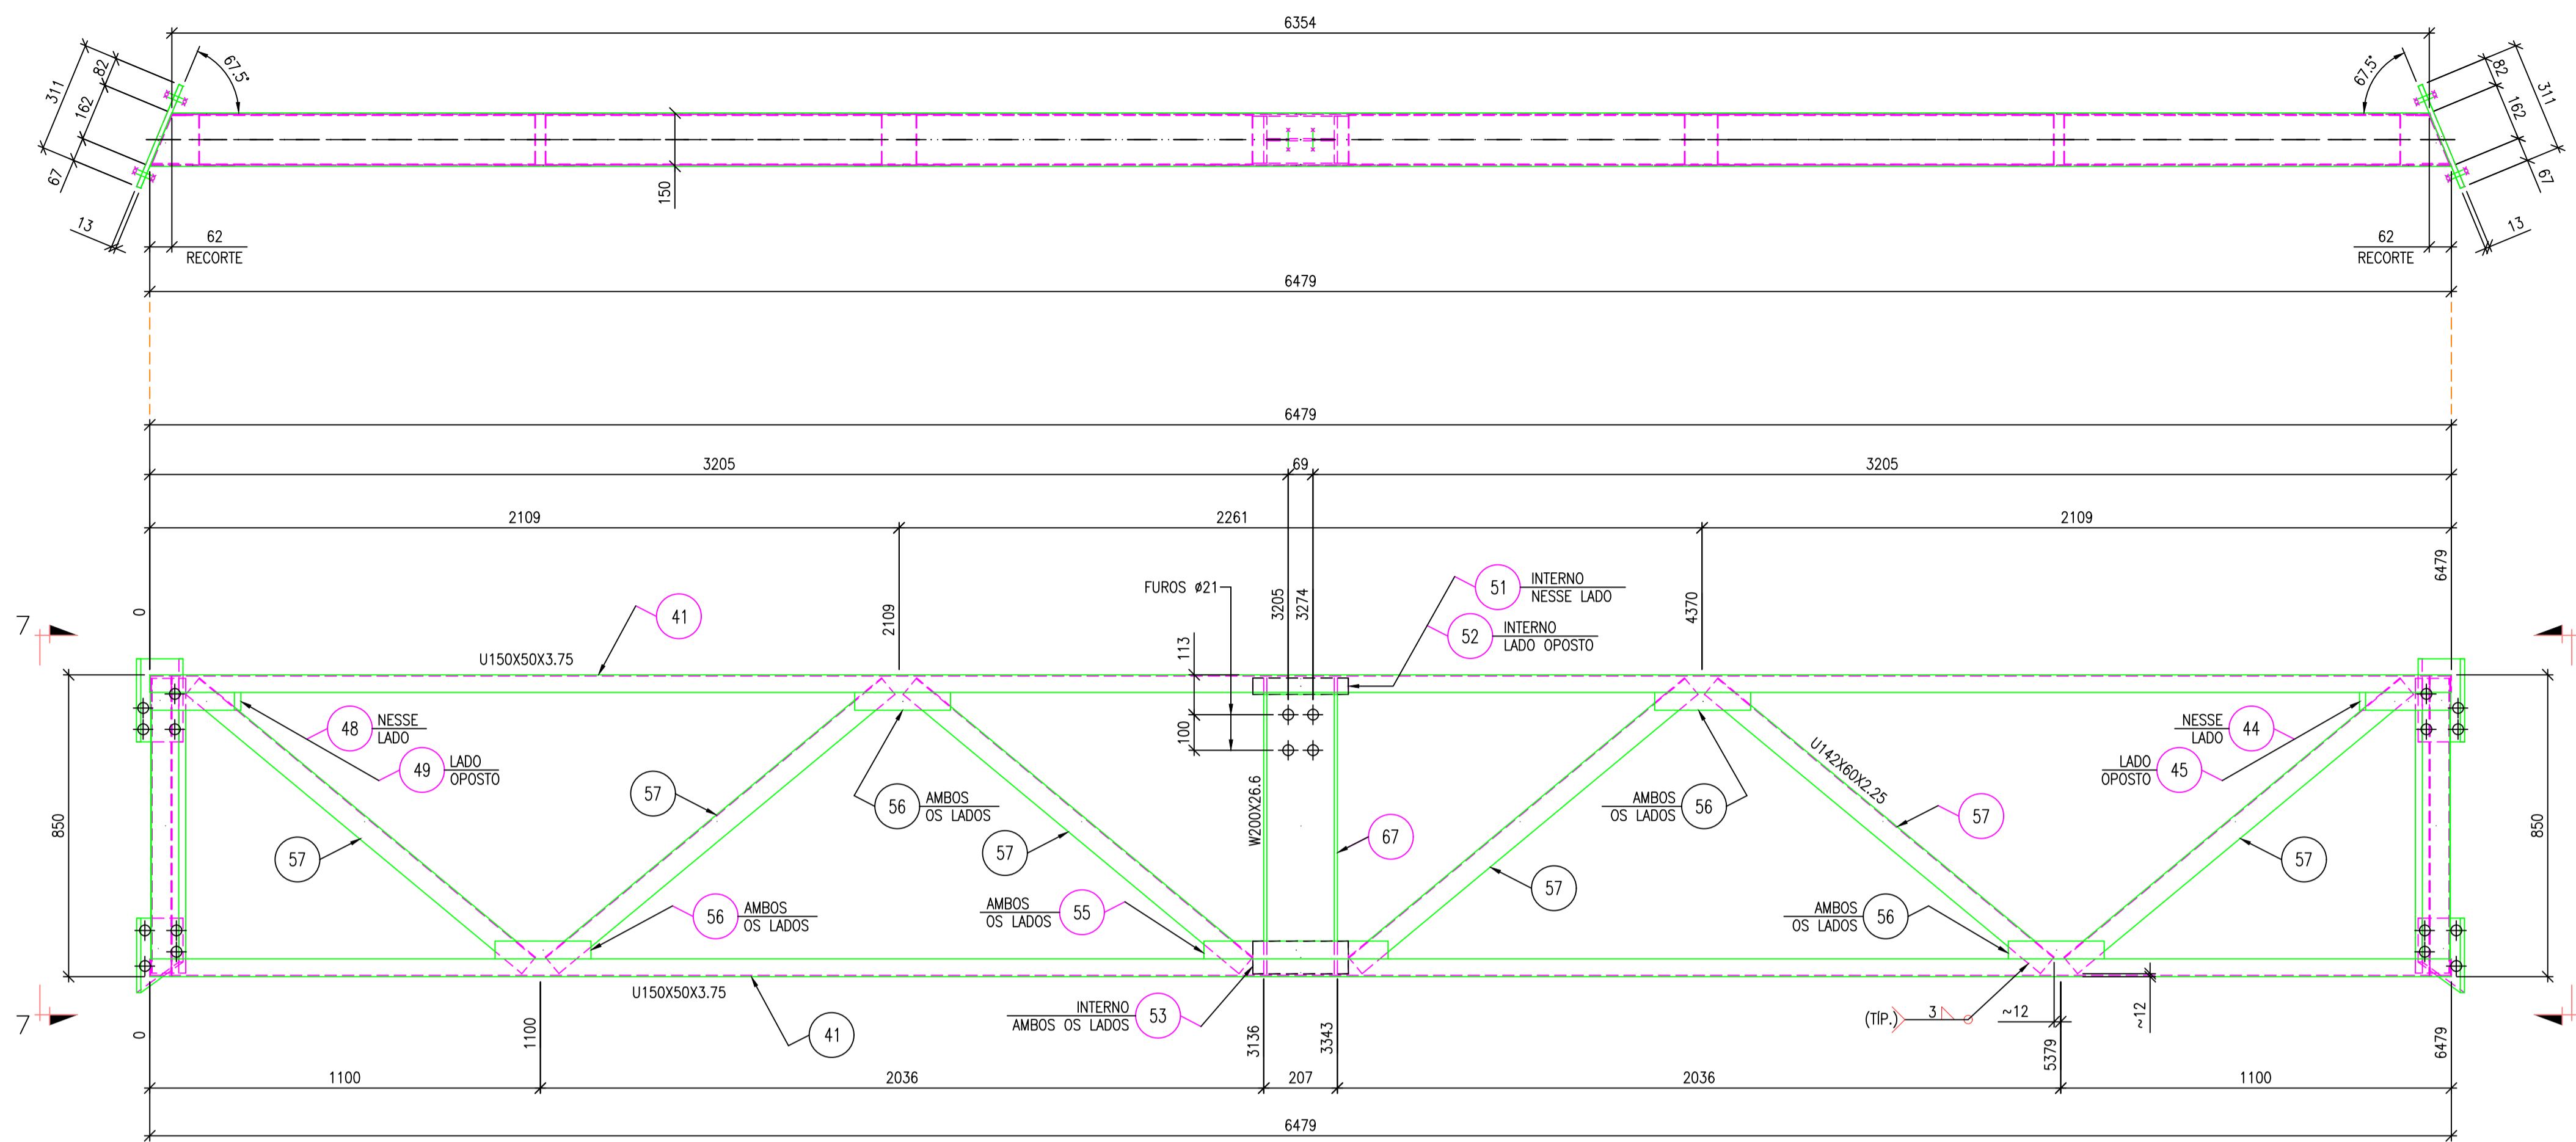 6354
311
82
162
67
13
67.5°
62
RECORTE
150
67.5°
82
311
162
67
13
62
RECORTE
6479
6479
3205
69
3205
2109
2261
2109
0
2109
FUROS ø21
3205
3274
113
100
51
INTERNO
NESSE LADO
52
INTERNO
LADO OPOSTO
4370
6479
7
41
U150X50X3.75
48
NESSE
LADO
49
LADO
OPOSTO
57
57
56
AMBOS
OS LADOS
57
W200X26.6
67
56
AMBOS
OS LADOS
U142X60X2.25
57
44
NESSE
LADO
45
LADO
OPOSTO
57
850
850
57
56
AMBOS
OS LADOS
55
AMBOS
OS LADOS
56
AMBOS
OS LADOS
53
INTERNO
AMBOS OS LADOS
U150X50X3.75
41
(TÍP.)
3
~12
~12
7
0
1100
3136
3343
5379
6479
1100
2036
207
2036
1100
6479